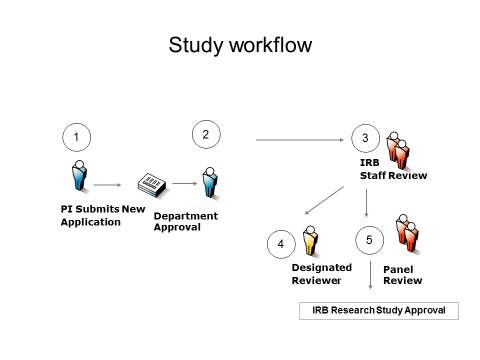 Study workflow
1
2
3
IRB
Staff Review
PI Submits New
Application
Department
Approval
4
5
Designated
Reviewer
Panel
Review
IRB Research Study Approval